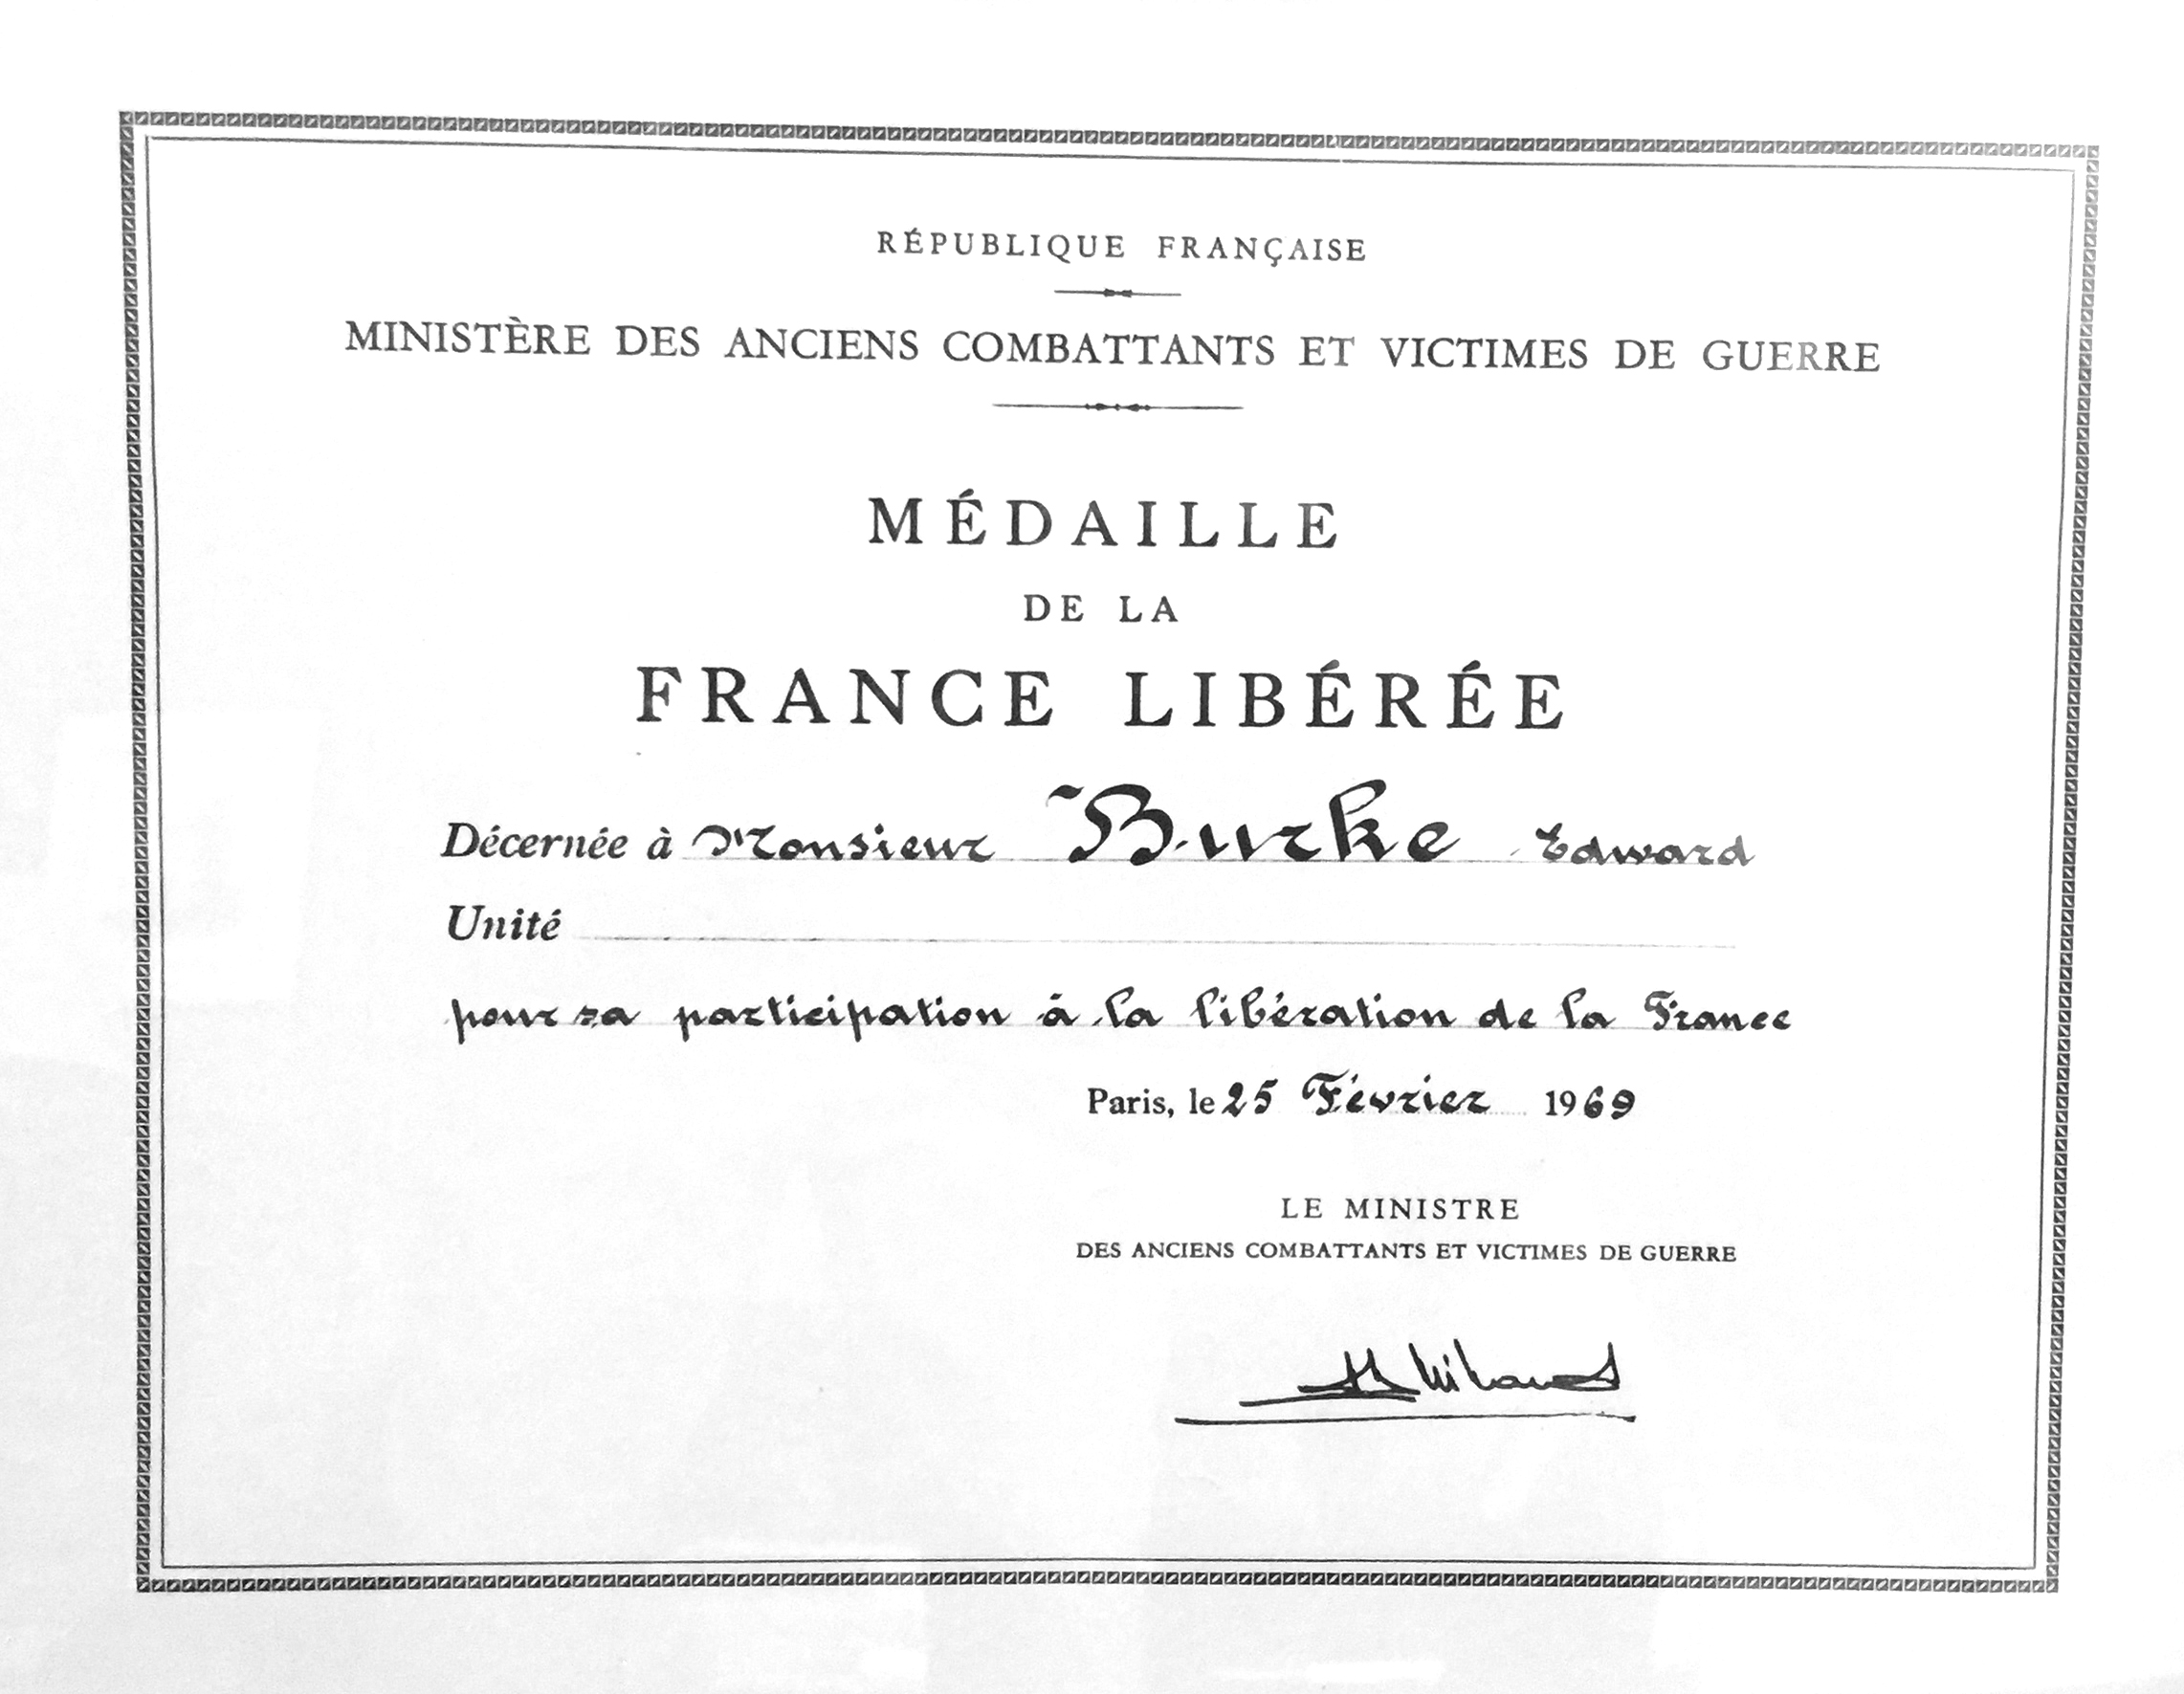 RÉPUBLIQUE FRANÇAISE
MINISTÈRE DES ANCIENS COMBATTANTS ET VICTIMES DE GUERRE
MÉDAILLE
DE LA
FRANCE LIBÉRÉE
Décernée à Monsieur Burke Edward
Unité
pour sa participation à la libération de la France
Paris, le 25 Février 1969
LE MINISTRE
DES ANCIENS COMBATTANTS ET VICTIMES DE GUERRE